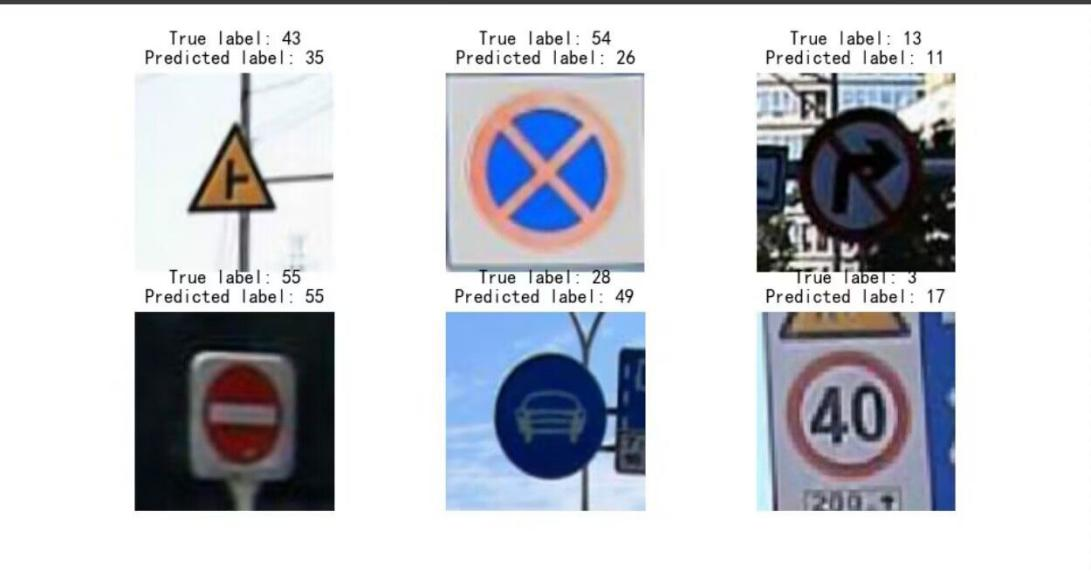 True label: 43
Predicted label: 35
True label: 54
Predicted label: 26
True label: 13
Predicted label: 11
True label: 55
Predicted label: 55
True label: 28
Predicted label: 49
True label: 3
Predicted label: 17
40